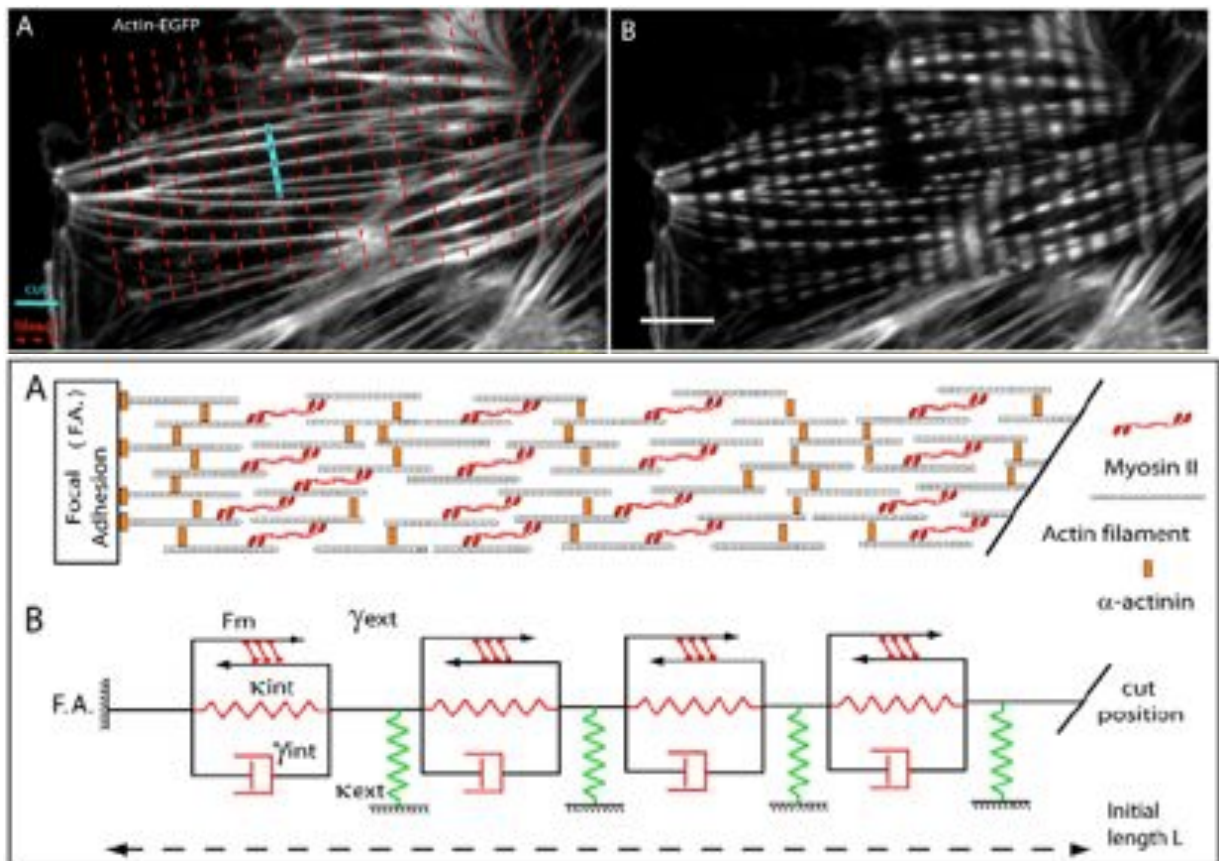 A
Actin-EGFP
cut
B
A
Focal Adhesion
(F.A.)
Myosin II
Actin filament
α-actinin
B
Fm
γext
κint
F.A.
γint
κext
cut
position
Initial
length L